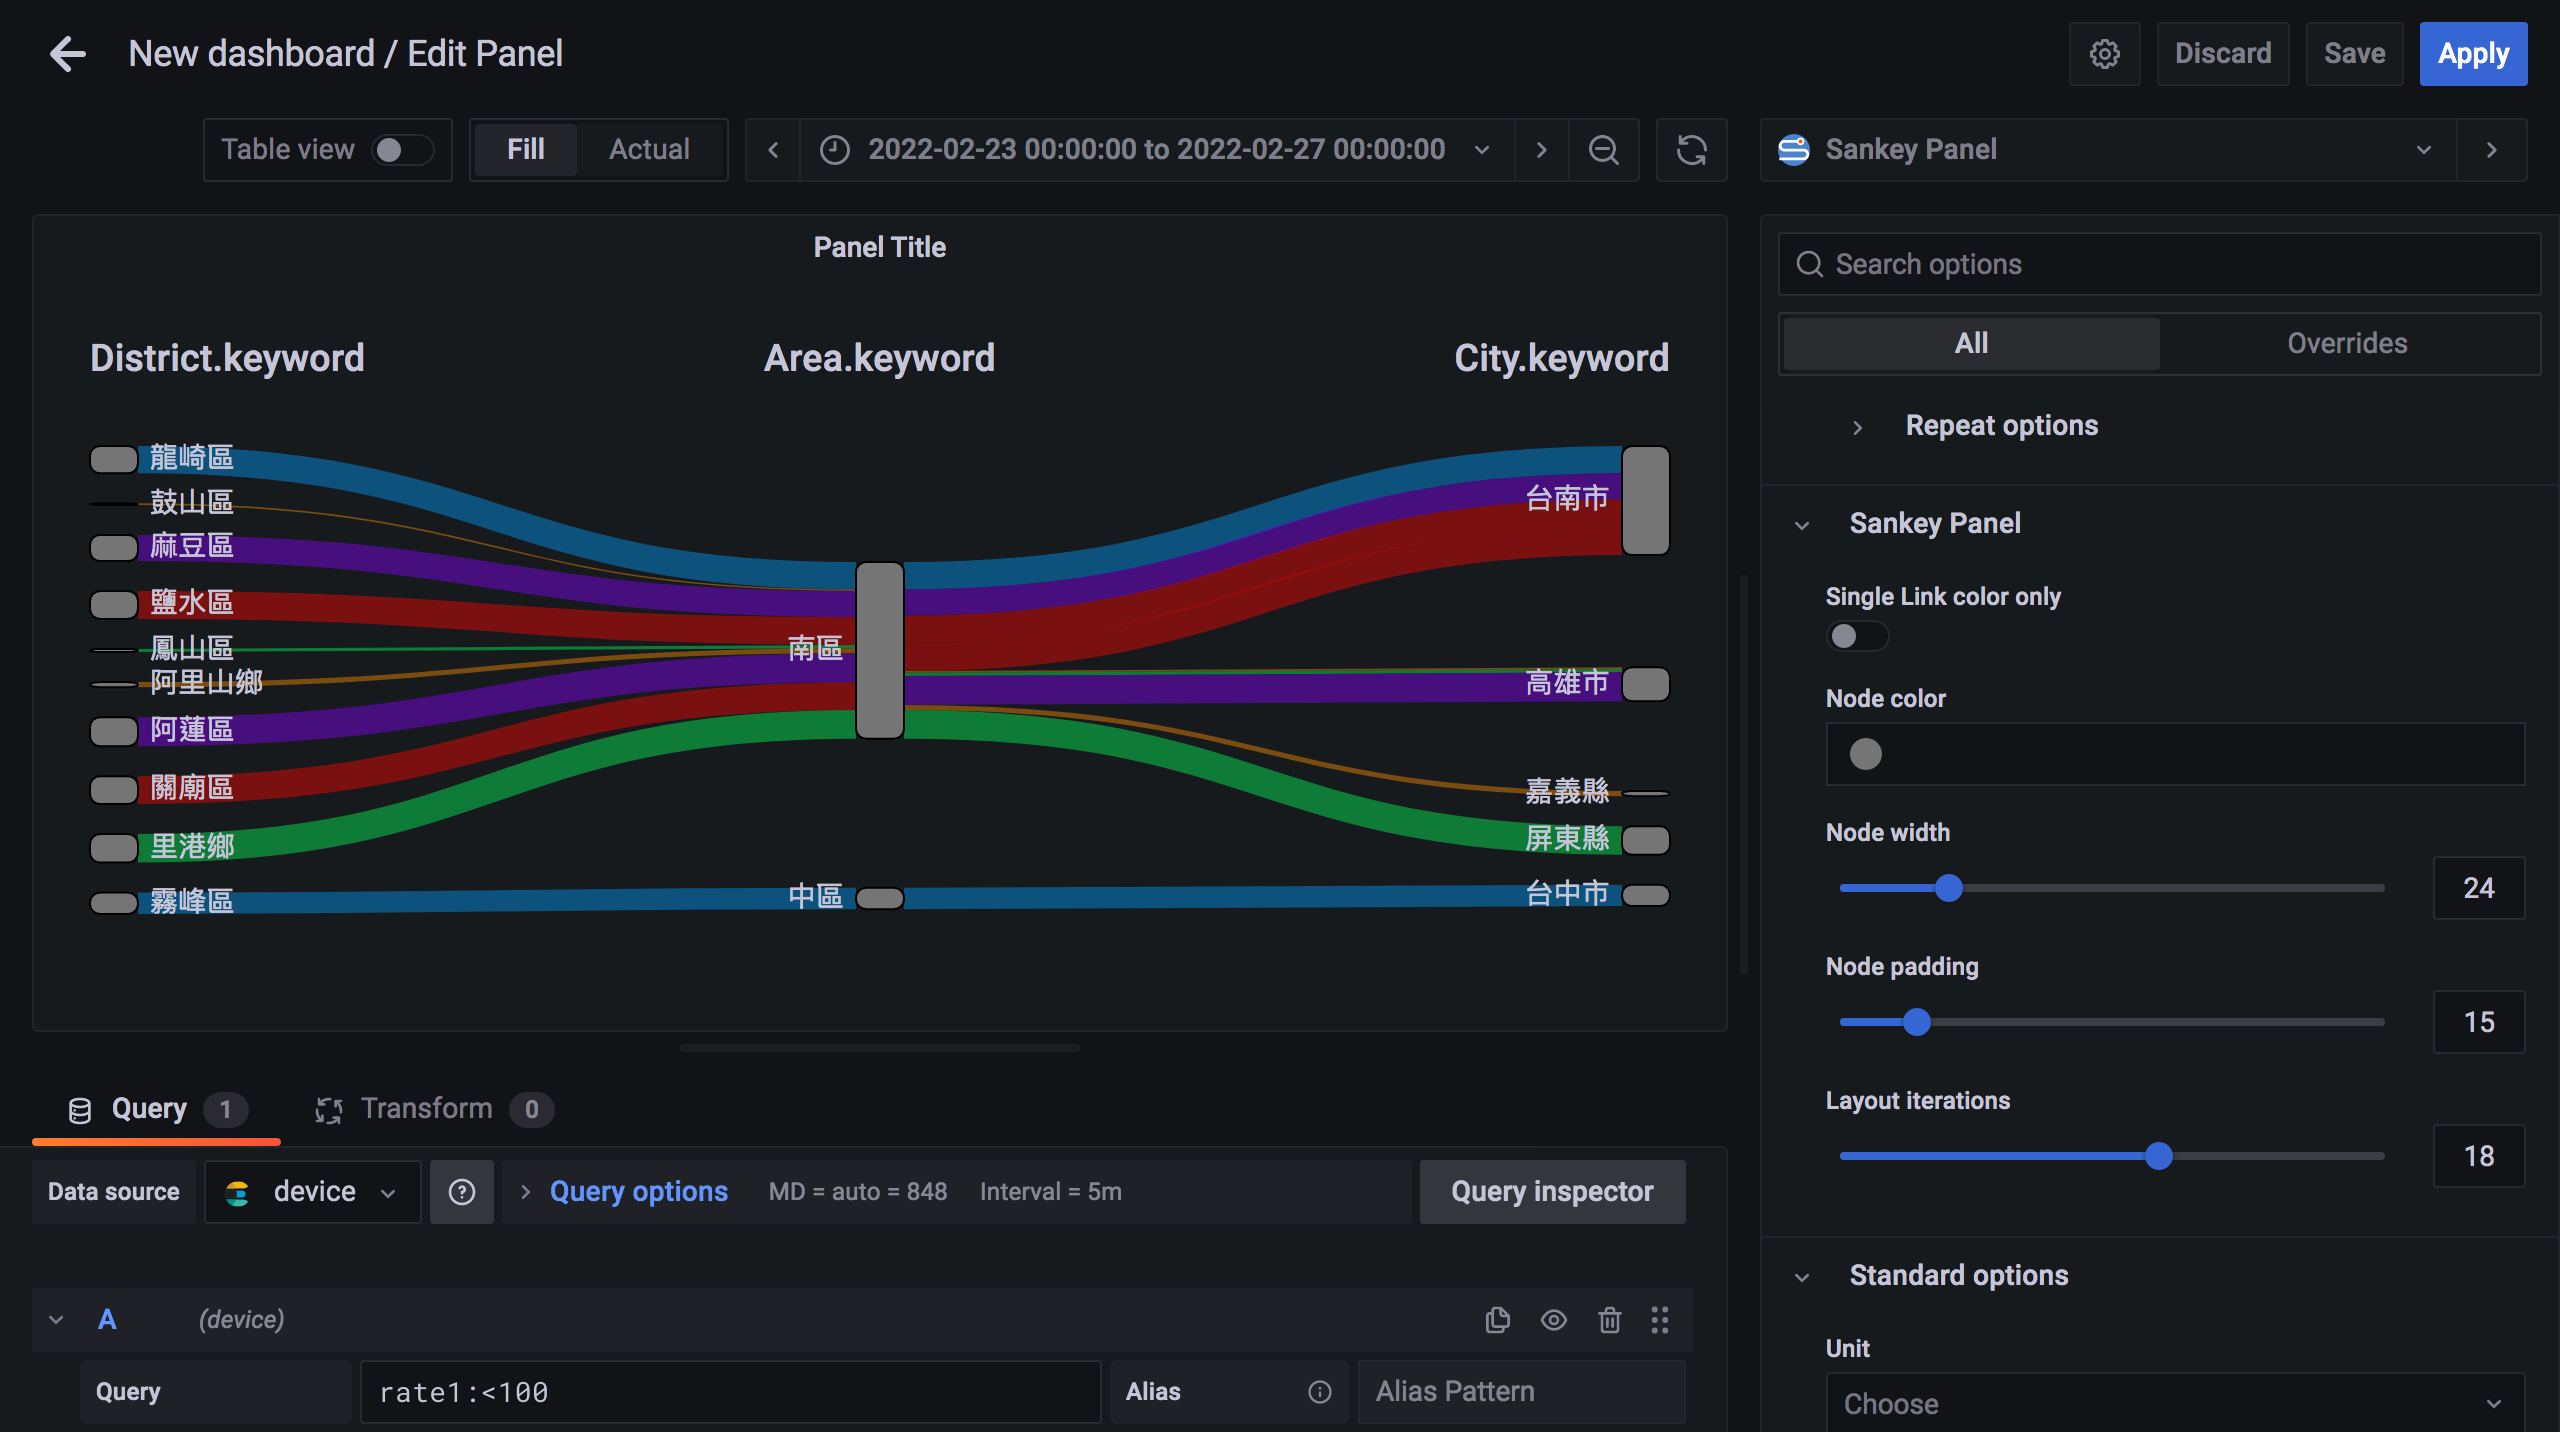 New dashboard / Edit Panel
Discard
Save
Apply
Table view
Fill
Actual
2022-02-23 00:00:00 to 2022-02-27 00:00:00
Sankey Panel
Panel Title
District.keyword
Area.keyword
City.keyword
龍崎區
鼓山區
麻豆區
鹽水區
鳳山區
阿里山鄉
阿蓮區
關廟區
里港鄉
霧峰區
南區
中區
台南市
高雄市
嘉義縣
屏東縣
台中市
Search options
All
Overrides
Repeat options
Sankey Panel
Single Link color only
Node color
Node width
24
Node padding
15
Layout iterations
18
Standard options
Unit
Choose
Query 1
Transform 0
Data source
device
Query options
MD = auto = 848
Interval = 5m
Query inspector
A
(device)
Query
rate1:<100
Alias
Alias Pattern